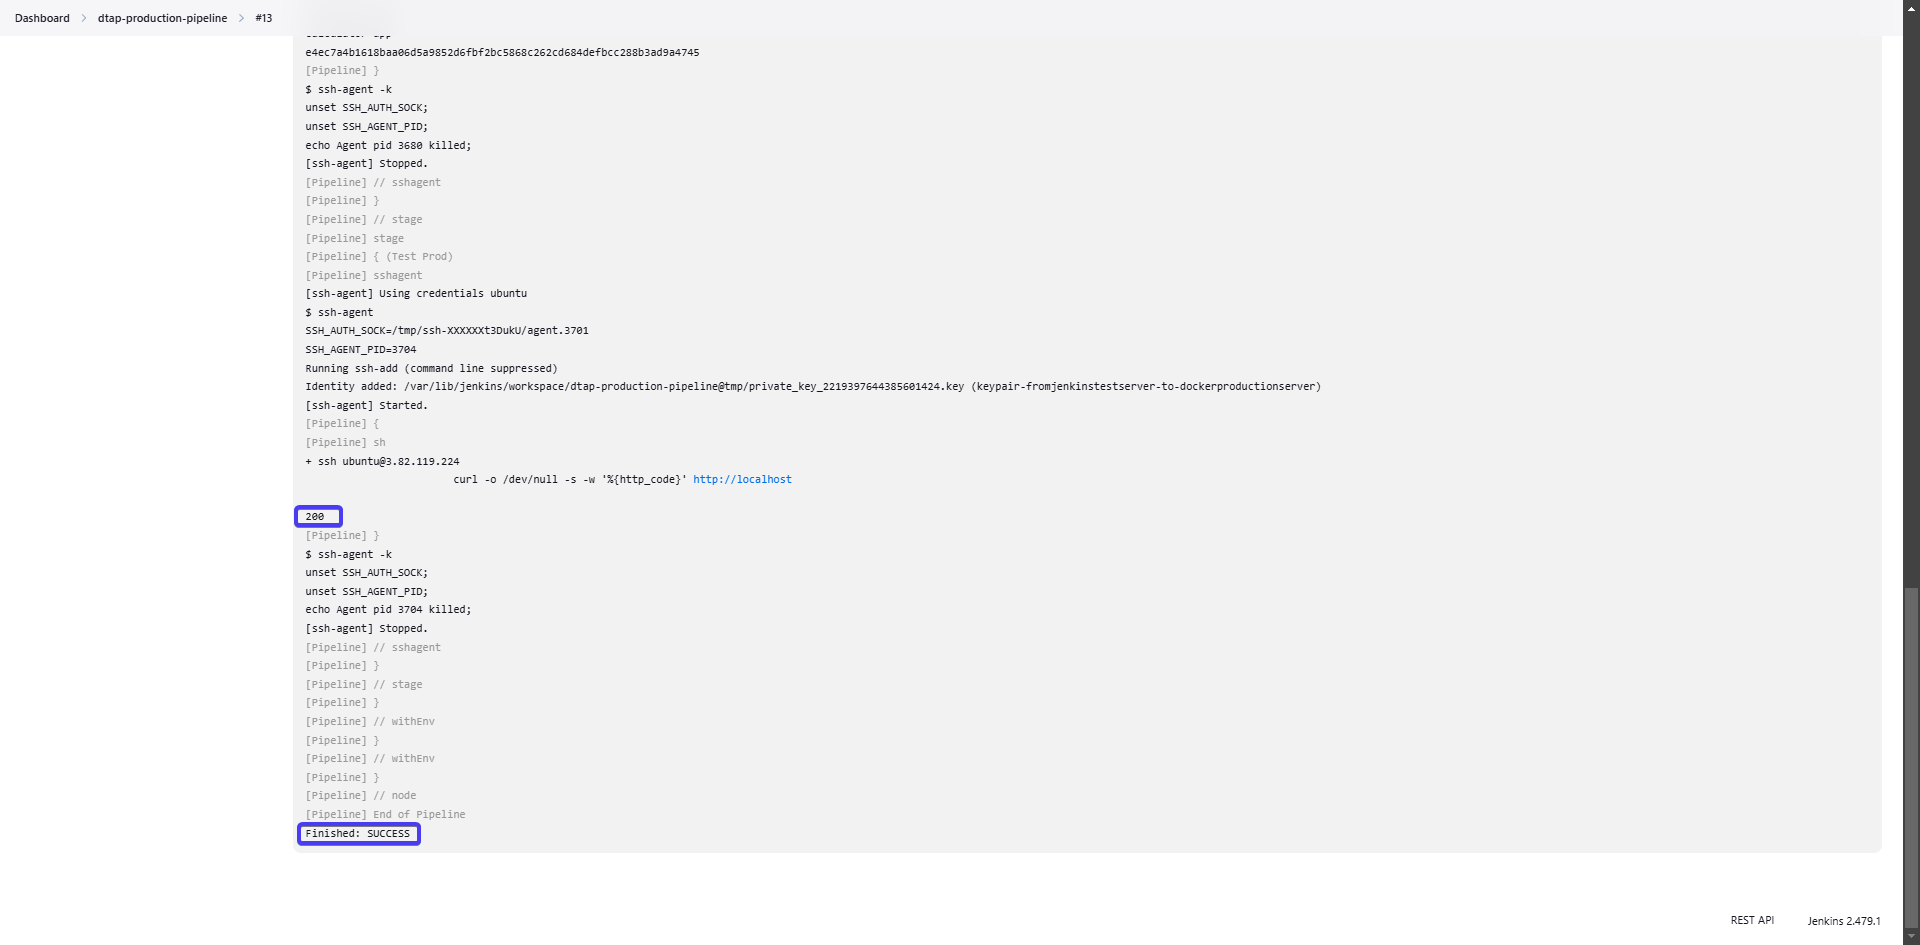 Dashboard > dtap-production-pipeline > #13
e4ec7a4b1618baa06d5a9852d6fbf2bc5868c262cd684defbcc288b3ad9a4745
[Pipeline] }
$ ssh-agent -k
unset SSH_AUTH_SOCK;
unset SSH_AGENT_PID;
echo Agent pid 3680 killed;
[ssh-agent] Stopped.
[Pipeline] // sshagent
[Pipeline] }
[Pipeline] // stage
[Pipeline] stage
[Pipeline] { (Test Prod)
[Pipeline] sshagent
[ssh-agent] Using credentials ubuntu
$ ssh-agent
SSH_AUTH_SOCK=/tmp/ssh-XXXXXXt3DukU/agent.3701
SSH_AGENT_PID=3704
Running ssh-add (command line suppressed)
Identity added: /var/lib/jenkins/workspace/dtap-production-pipeline@tmp/private_key_2219397644385601424.key (keypair-fromjenkinstestserver-to-dockerproductionserver)
[ssh-agent] Started.
[Pipeline] {
[Pipeline] sh
+ ssh ubuntu@3.82.119.224
curl -o /dev/null -s -w '%{http_code}' http://localhost
200
[Pipeline] }
$ ssh-agent -k
unset SSH_AUTH_SOCK;
unset SSH_AGENT_PID;
echo Agent pid 3704 killed;
[ssh-agent] Stopped.
[Pipeline] // sshagent
[Pipeline] }
[Pipeline] // stage
[Pipeline] }
[Pipeline] // withEnv
[Pipeline] }
[Pipeline] // withEnv
[Pipeline] }
[Pipeline] // node
[Pipeline] End of Pipeline
Finished: SUCCESS
REST API
Jenkins 2.479.1